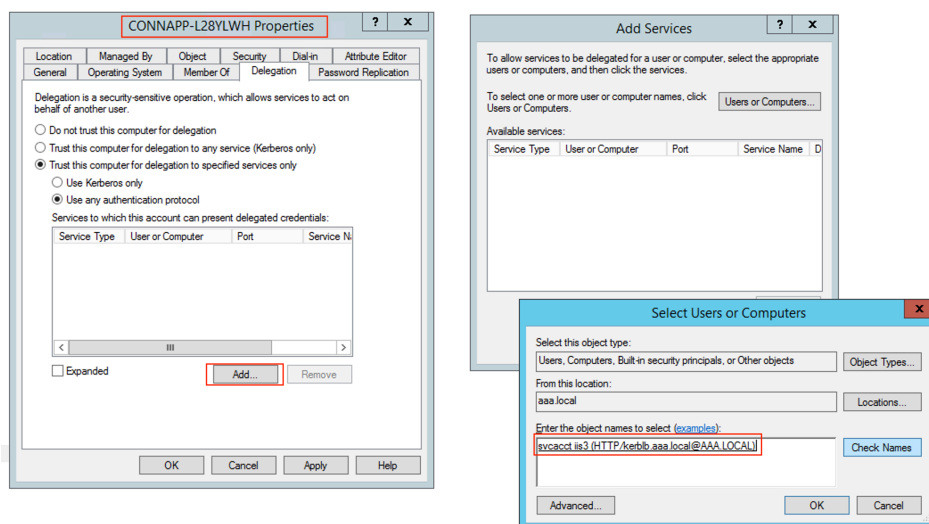 CONNAPP-L28YLWH Properties
? x
Location Managed By Object Security Dial-in Attribute Editor
General Operating System Member Of Delegation Password Replication
Delegation is a security-sensitive operation, which allows services to act on
behalf of another user.
Do not trust this computer for delegation
Trust this computer for delegation to any service (Kerberos only)
Trust this computer for delegation to specified services only
Use Kerberos only
Use any authentication protocol
Services to which this account can present delegated credentials:
Service Type User or Computer Port Service Na
Expanded Add... Remove
OK Cancel Apply Help
Add Services
? x
To allow services to be delegated for a user or computer, select the appropriate
users or computers, and then click the services.
To select one or more user or computer names, click
Users or Computers.
Users or Computers...
Available services:
Service Type User or Computer Port Service Name D
Select Users or Computers
x
Select this object type:
Users, Computers, Built-in security principals, or Other objects
Object Types...
From this location:
aaa.local
Locations...
Enter the object names to select (examples):
svcacct iis3 (HTTP/kerblb.aaa.local@AAA.LOCAL)
Check Names
Advanced... OK Cancel